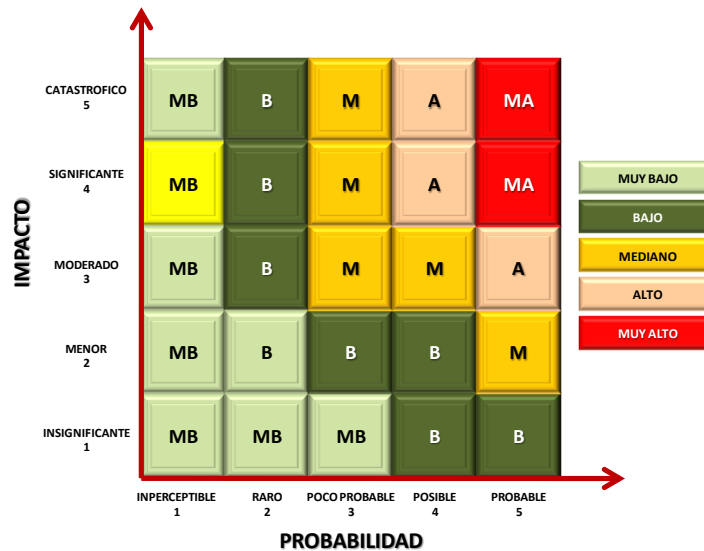 IMPACTO
CATASTROFICO
5
MB
B
M
A
MA
SIGNIFICANTE
4
MB
B
M
A
MA
MODERADO
3
MB
B
M
M
A
MENOR
2
MB
B
B
B
M
INSIGNIFICANTE
1
MB
MB
MB
B
B
INPERCEPTIBLE
1
RARO
2
POCO PROBABLE
3
POSIBLE
4
PROBABLE
5
PROBABILIDAD
MUY BAJO
BAJO
MEDIANO
ALTO
MUY ALTO